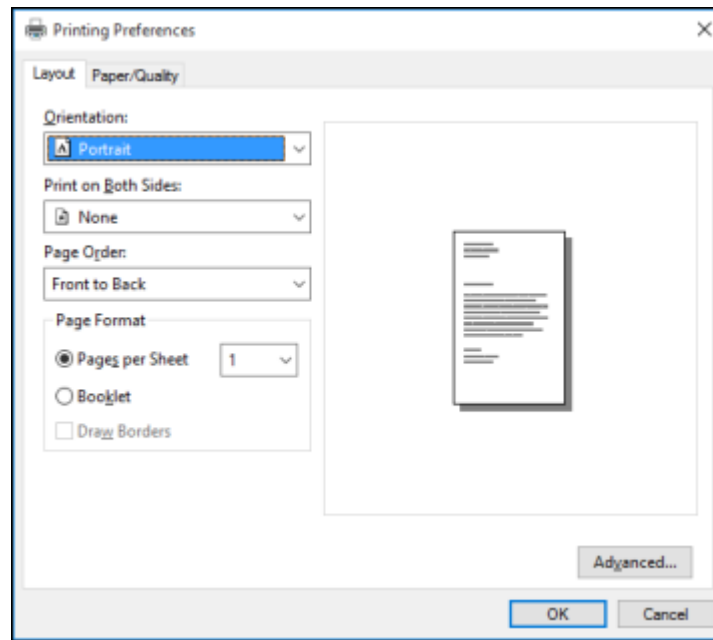 Printing Preferences
Layout Paper/Quality
Orientation:
Portrait
Print on Both Sides:
None
Page Order:
Front to Back
Page Format
Pages per Sheet 1
Booklet
Draw Borders
Advanced...
OK Cancel